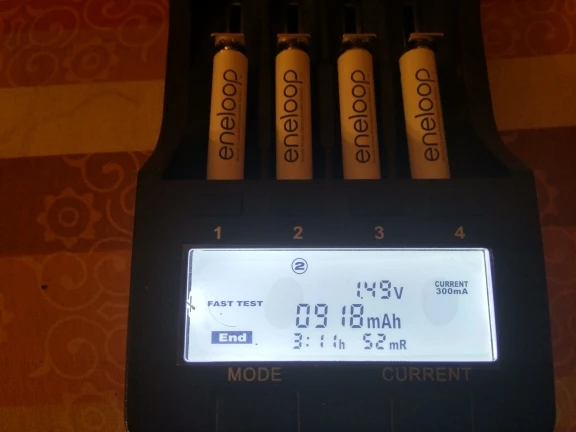 eneloop
eneloop
eneloop
eneloop
1 2 3 4
②
FAST TEST
1.49v
CURRENT
300mA
0918mAh
End
3:11h 52mR
MODE CURRENT